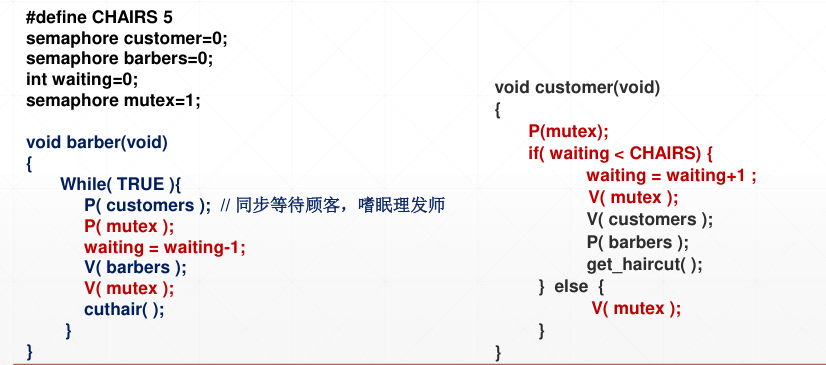 #define CHAIRS 5
semaphore customer=0;
semaphore barbers=0;
int waiting=0;
semaphore mutex=1;
void barber(void)
{
While( TRUE ){
P( customers ); // 同步等待顾客，嗜眠理发师
P( mutex );
waiting = waiting-1;
V( barbers );
V( mutex );
cuthair( );
}
}
void customer(void)
{
P(mutex);
if( waiting < CHAIRS) {
waiting = waiting+1 ;
V( mutex );
V( customers );
P( barbers );
get_haircut( );
} else {
V( mutex );
}
}